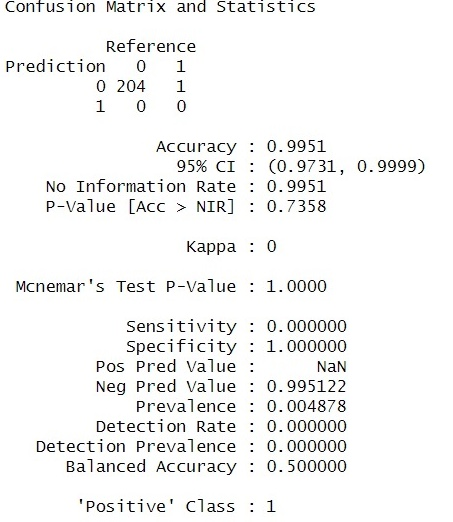 Confusion Matrix and Statistics
Reference
Prediction 0 1
0 204 1
1 0 0
Accuracy : 0.9951
95% CI : (0.9731, 0.9999)
No Information Rate : 0.9951
P-Value [Acc > NIR] : 0.7358
Kappa : 0
Mcnemar's Test P-Value : 1.0000
Sensitivity : 0.000000
Specificity : 1.000000
Pos Pred Value : NaN
Neg Pred Value : 0.995122
Prevalence : 0.004878
Detection Rate : 0.000000
Detection Prevalence : 0.000000
Balanced Accuracy : 0.500000
'Positive' Class : 1